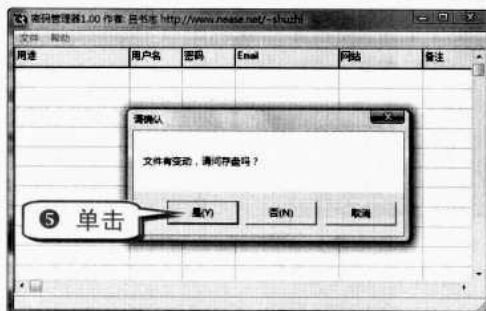 密码管理器1.00 作者: 吕书志 http://www.nease.net/~shuzhi
文件 帮助
用途 用户名 密码 Email 网站 备注
请确认
文件有变动，请问存盘吗？
是(Y) 否(N) 取消
❺ 单击